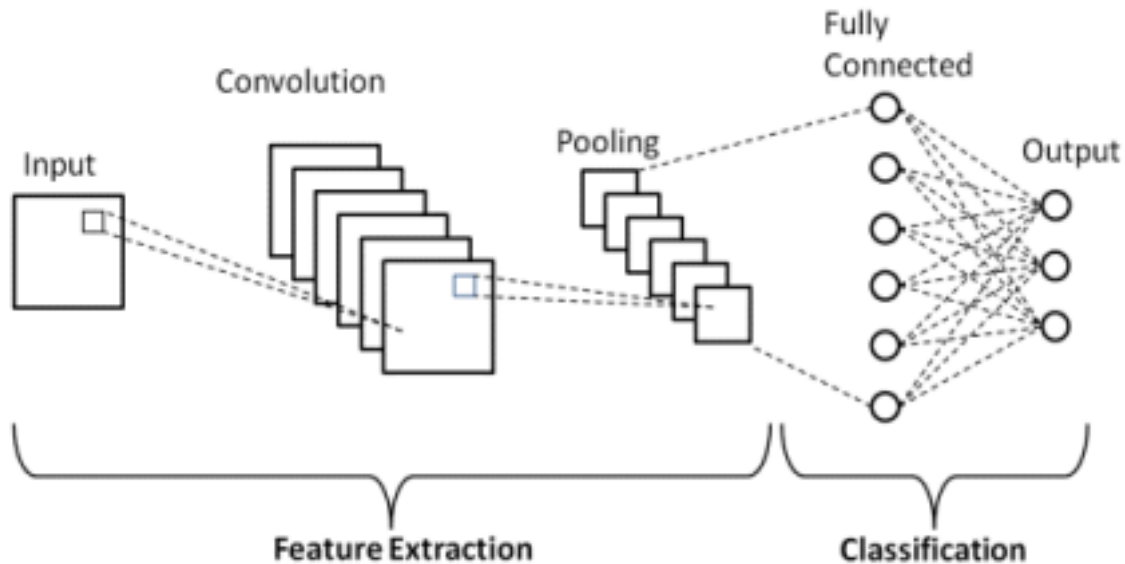 Fully
Connected
Convolution
Pooling
Output
Input
Feature Extraction
Classification